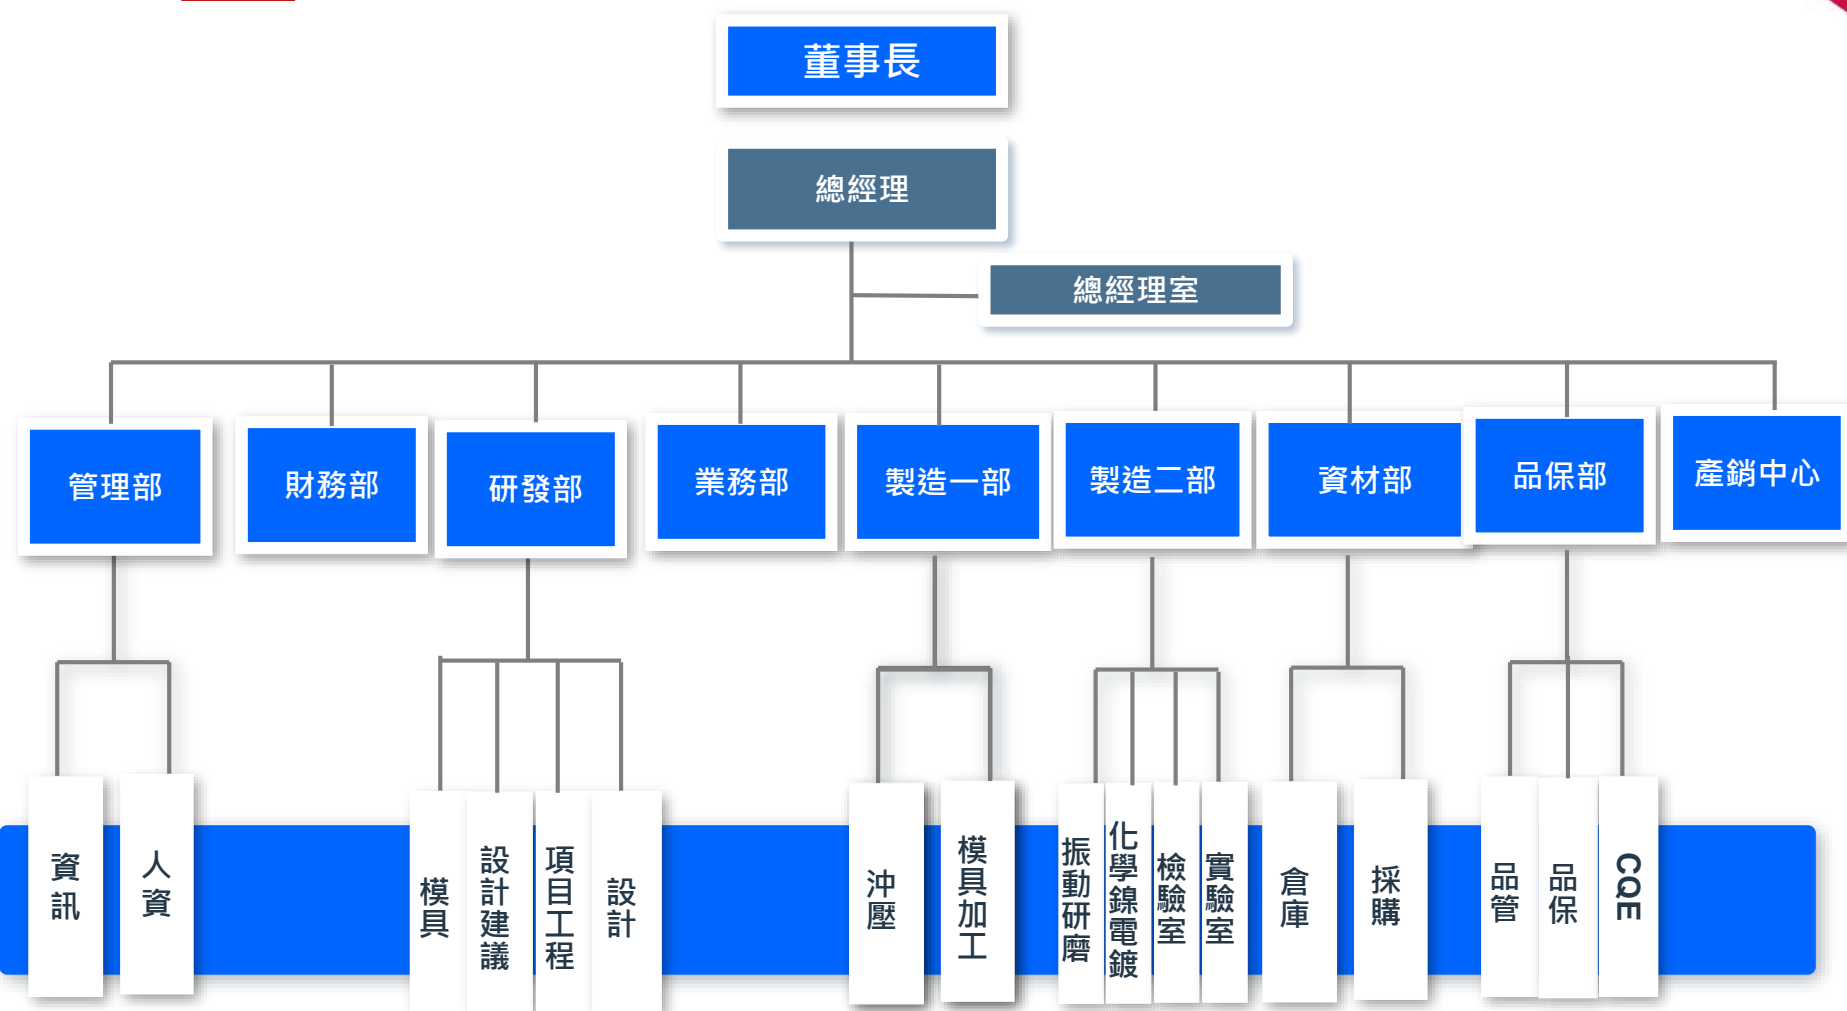 董事長
總經理
總經理室
管理部
財務部
研發部
業務部
製造一部
製造二部
資材部
品保部
產銷中心
資訊
人資
模具
設計建議
項目工程
設計
沖壓
模具加工
振動研磨
化學鎳電鍍
檢驗室
實驗室
倉庫
採購
品管
品保
CQE